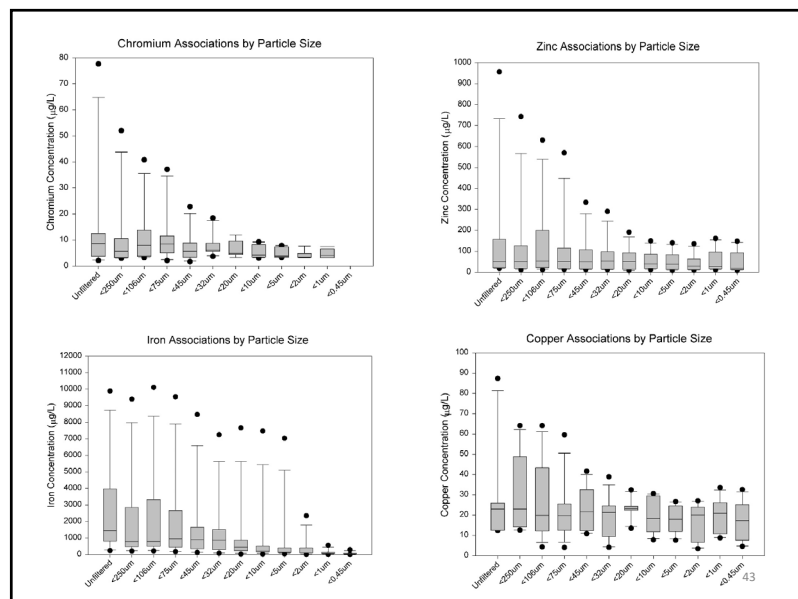 Chromium Associations by Particle Size
Chromium Concentration (µg/L)
80
70
60
50
40
30
20
10
0
Unfiltered
<250um
<106um
<75um
<45um
<32um
<20um
<10um
<5um
<2um
<1um
<0.45um
Zinc Associations by Particle Size
Zinc Concentration (µg/L)
1000
900
800
700
600
500
400
300
200
100
0
Unfiltered
<250um
<106um
<75um
<45um
<32um
<20um
<10um
<5um
<2um
<1um
<0.45um
Iron Associations by Particle Size
Iron Concentration (µg/L)
12000
11000
10000
9000
8000
7000
6000
5000
4000
3000
2000
1000
0
Unfiltered
<250um
<106um
<75um
<45um
<32um
<20um
<10um
<5um
<2um
<1um
<0.45um
Copper Associations by Particle Size
Copper Concentration (µg/L)
100
90
80
70
60
50
40
30
20
10
0
Unfiltered
<250um
<106um
<75um
<45um
<32um
<20um
<10um
<5um
<2um
<1um
<0.45um
43